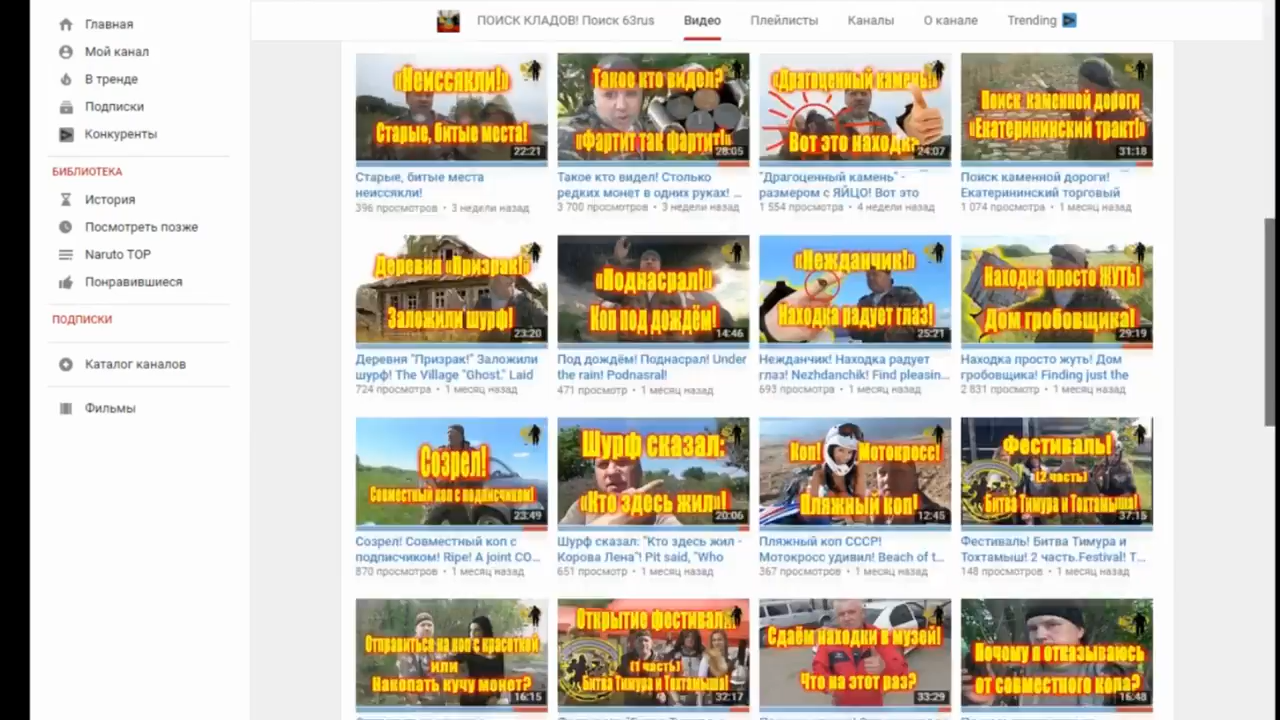 ПОИСК КЛАДОВ! Поиск 63rus
Видео
Плейлисты
Каналы
О канале
Trending
Главная
Мой канал
В тренде
Подписки
Конкуренты
БИБЛИОТЕКА
История
Посмотреть позже
Naruto TOP
Понравившиеся
ПОДПИСКИ
Каталог каналов
Фильмы
«Неиссякли!»
Старые, битые места!
22:21
Старые, битые места
неиссякли!
396 просмотров • 3 недели назад
Такое кто видел?
«Фартит так фартит!»
28:05
Такое кто видел! Столько
редких монет в одних руках! ...
3 700 просмотров • 3 недели назад
«Драгоценный камень!»
Вот это находка
24:07
"Драгоценный камень" -
размером с ЯЙЦО! Вот это
1 554 просмотра • 4 недели назад
Поиск каменной дороги
«Екатерининский тракт!»
31:18
Поиск каменной дороги!
Екатерининский торговый
1 074 просмотра • 1 месяц назад
Деревня «Призрак!»
Заложили шурф!
23:20
Деревня "Призрак!" Заложили
шурф! The Village "Ghost." Laid
724 просмотра • 1 месяц назад
«Поднасрал!»
Коп под дождём!
14:46
Под дождём! Поднасрал! Under
the rain! Podnasral!
471 просмотр • 1 месяц назад
«Нежданчик!»
Находка радует глаз!
25:21
Нежданчик! Находка радует
глаз! Nezhdanchik! Find pleasin...
693 просмотра • 1 месяц назад
Находка просто ЖУТЬ!
Дом гробовщика!
29:19
Находка просто жуть! Дом
гробовщика! Finding just the
2 831 просмотр • 1 месяц назад
Созрел!
Совместный коп с подписчиком!
23:49
Созрел! Совместный коп с
подписчиком! Ripe! A joint CO...
870 просмотров • 1 месяц назад
Шурф сказал:
«Кто здесь жил»!
20:06
Шурф сказал: "Кто здесь жил -
Корова Лена"! Pit said, "Who
651 просмотр • 1 месяц назад
Коп! Мотокросс!
Пляжный коп!
12:45
Пляжный коп СССР!
Мотокросс удивил! Beach of t...
367 просмотров • 1 месяц назад
Фестиваль!
(2 часть)
Битва Тимура и Тохтамыша!
37:15
Фестиваль! Битва Тимура и
Тохтамыш! 2 часть.Festival! T...
148 просмотров • 1 месяц назад
Отправиться на коп с красоткой
или
Накопать кучу монет?
16:15
Открытие фестиваля
(1 часть)
Битва Тимура и Тохтамыша!
32:17
Сдаём находки в музей!
Что на этот раз?
33:29
Почему я отказываюсь
от совместного копа?
16:48